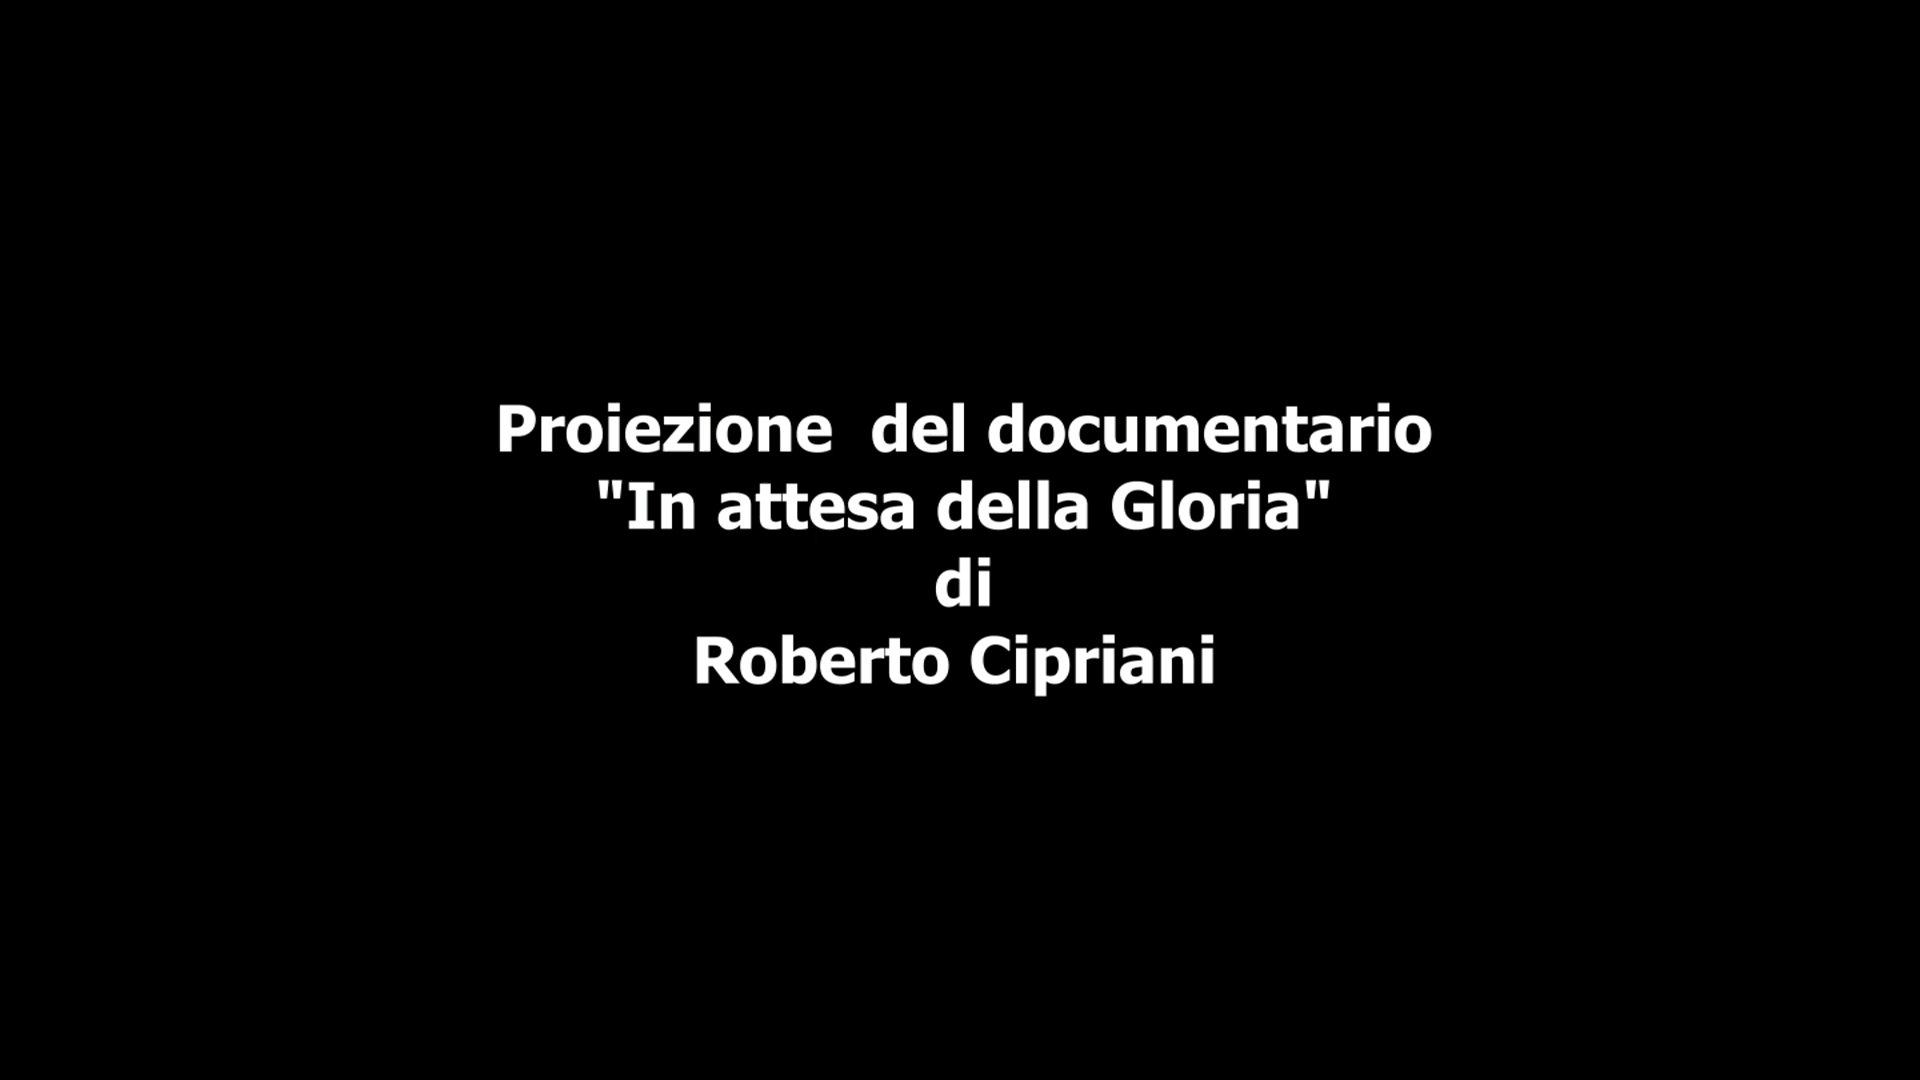 Proiezione  del documentario
"In attesa della Gloria"
di
Roberto Cipriani